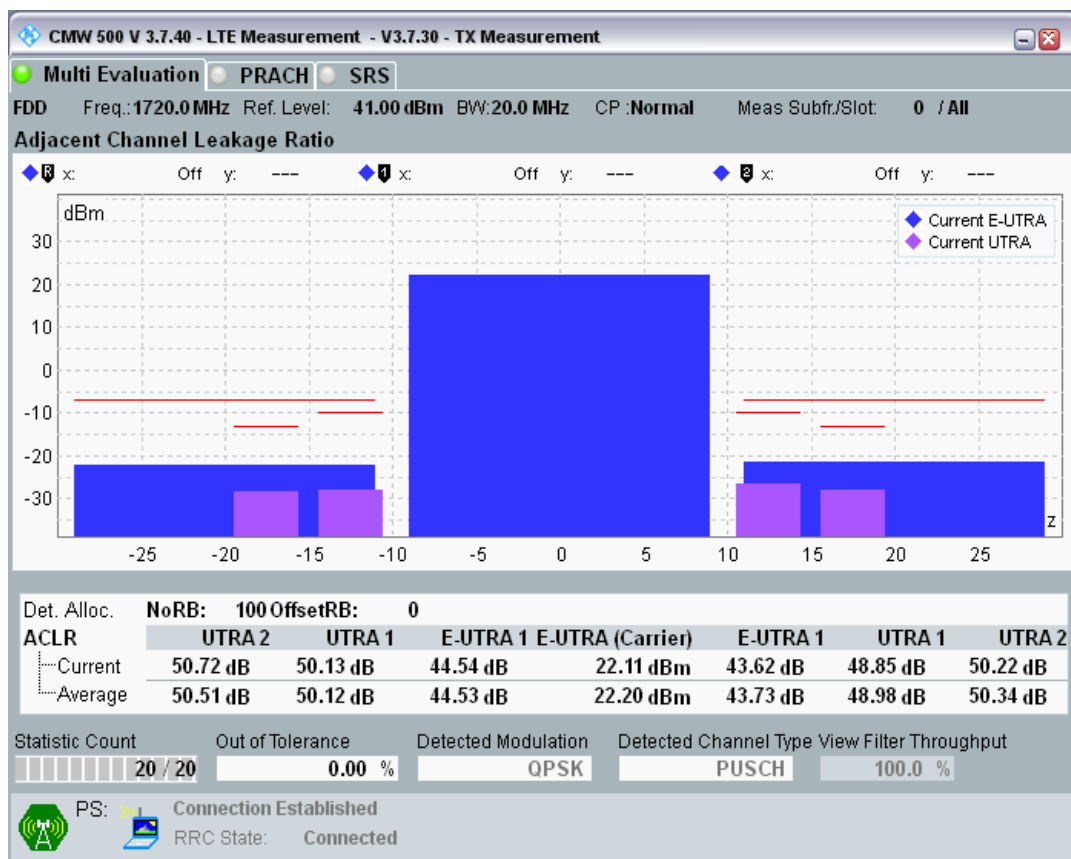 CMW 500 V 3.7.40 - LTE Measurement - V3.7.30 - TX Measurement
Multi Evaluation PRACH SRS
FDD Freq.: 1720.0 MHz Ref. Level: 41.00 dBm BW: 20.0 MHz CP : Normal Meas Subfr./Slot: 0 / All
Adjacent Channel Leakage Ratio
R x: Off y: --- 1 x: Off y: --- 2 x: Off y: ---
dBm
Current E-UTRA
Current UTRA
30
20
10
0
-10
-20
-30
z
-25 -20 -15 -10 -5 0 5 10 15 20 25
Det. Alloc. NoRB: 100 OffsetRB: 0
ACLR UTRA 2 UTRA 1 E-UTRA 1 E-UTRA (Carrier) E-UTRA 1 UTRA 1 UTRA 2
Current 50.72 dB 50.13 dB 44.54 dB 22.11 dBm 43.62 dB 48.85 dB 50.22 dB
Average 50.51 dB 50.12 dB 44.53 dB 22.20 dBm 43.73 dB 48.98 dB 50.34 dB
Statistic Count Out of Tolerance Detected Modulation Detected Channel Type View Filter Throughput
20 / 20 0.00 % QPSK PUSCH 100.0 %
PS: Connection Established
RRC State: Connected